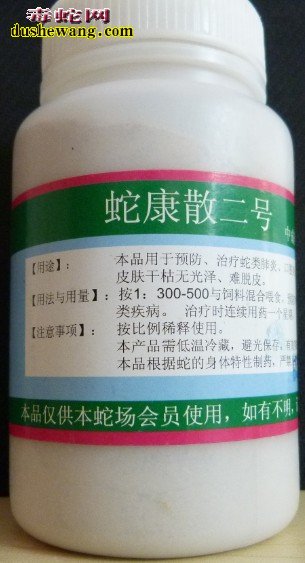 毒蛇网
dushewang.com
蛇康散二号
【用途】： 本品用于预防、治疗蛇类肺炎、
皮肤干枯无光泽、难脱皮。
【用法与用量】：按1：300-500与饲料混合喂食，
类疾病。 治疗时连续用药一个星期
【注意事项】： 按比例稀释使用。
本产品需低温冷藏，避光保存；
本品根据蛇的身体特性制药，严禁
本品仅供本蛇场会员使用，如有不明，